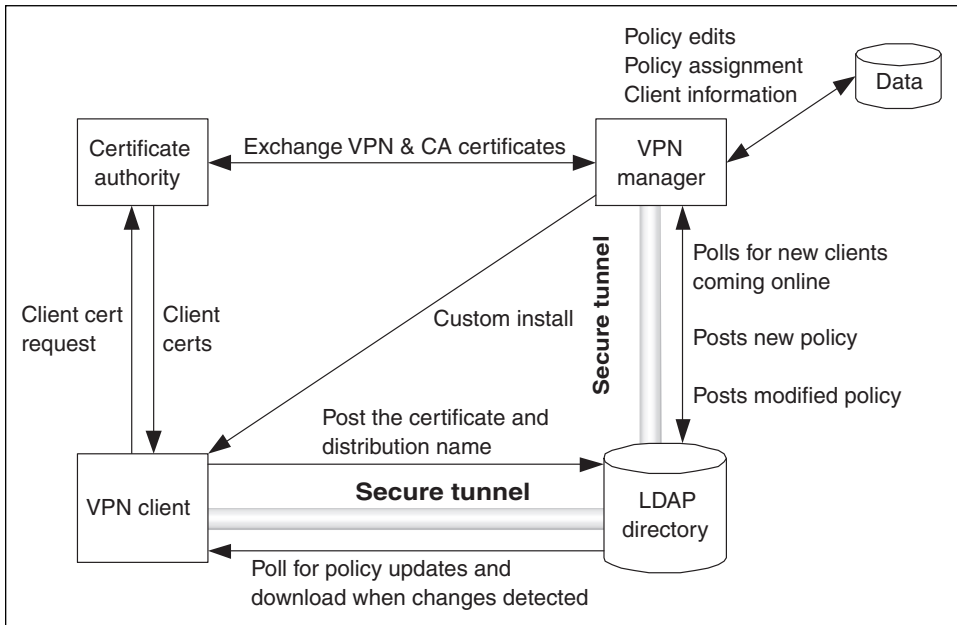 Policy edits
Policy assignment
Client information
Data
Certificate
authority
Exchange VPN & CA certificates
VPN
manager
Client cert
request
Client
certs
Custom install
Secure tunnel
Polls for new clients
coming online
Posts new policy
Posts modified policy
Post the certificate and
distribution name
VPN client
Secure tunnel
LDAP
directory
Poll for policy updates and
download when changes detected